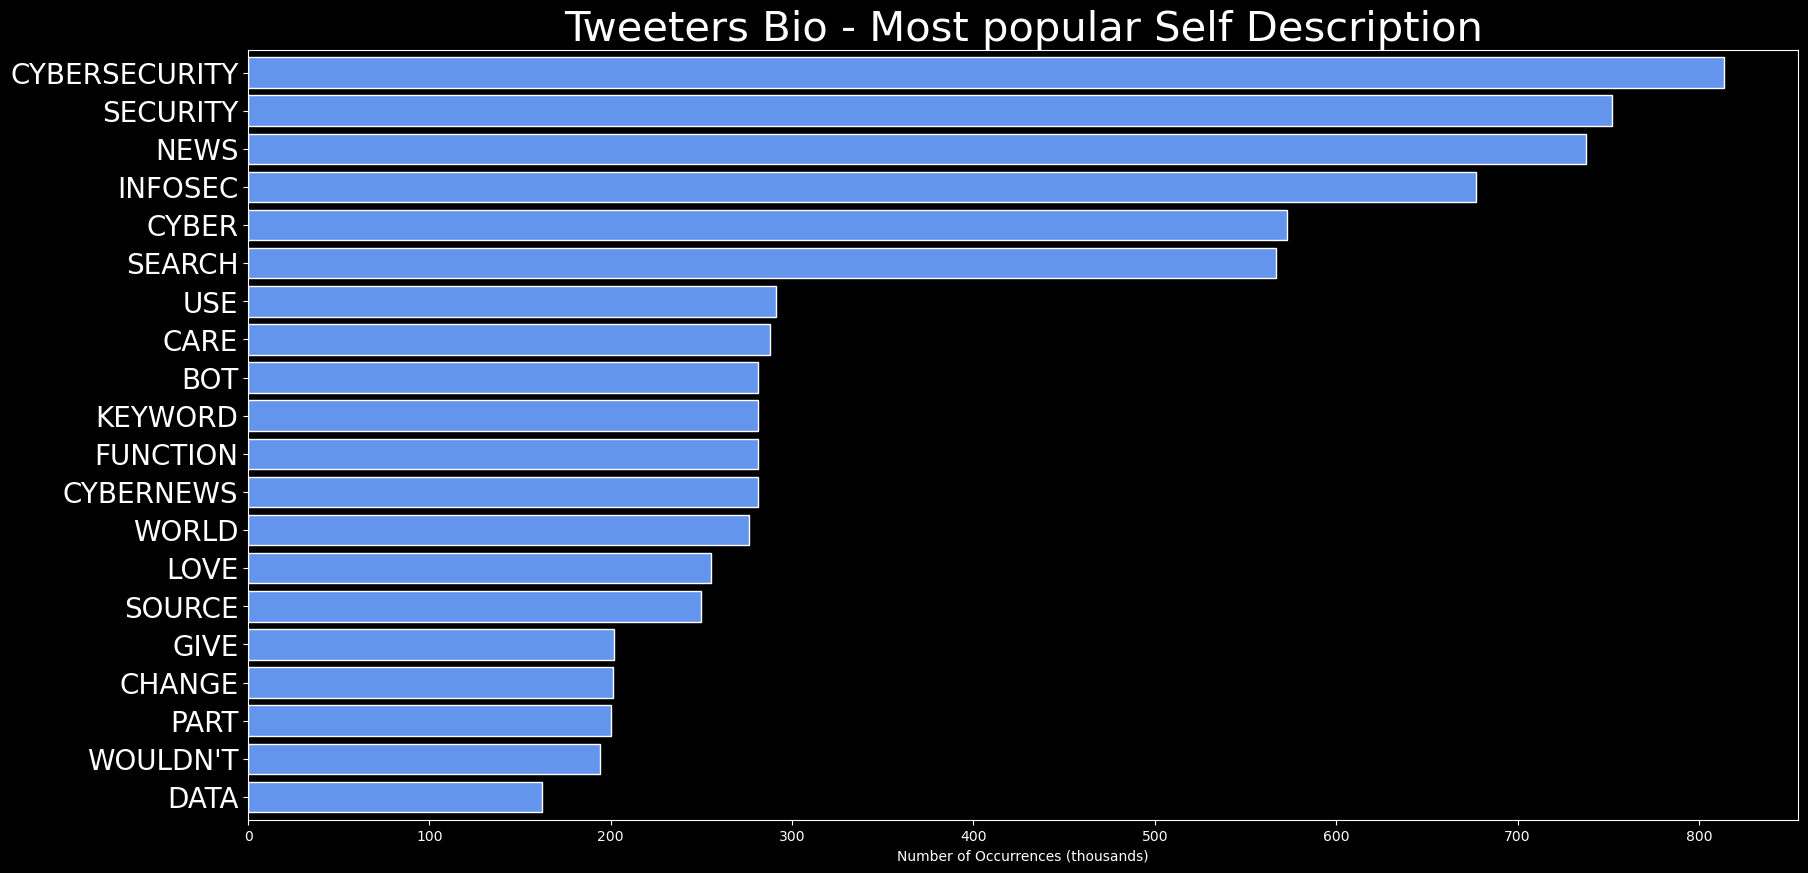 Tweeters Bio - Most popular Self Description
CYBERSECURITY
SECURITY
NEWS
INFOSEC
CYBER
SEARCH
USE
CARE
BOT
KEYWORD
FUNCTION
CYBERNEWS
WORLD
LOVE
SOURCE
GIVE
CHANGE
PART
WOULDN'T
DATA
0 100 200 300 400 500 600 700 800
Number of Occurrences (thousands)